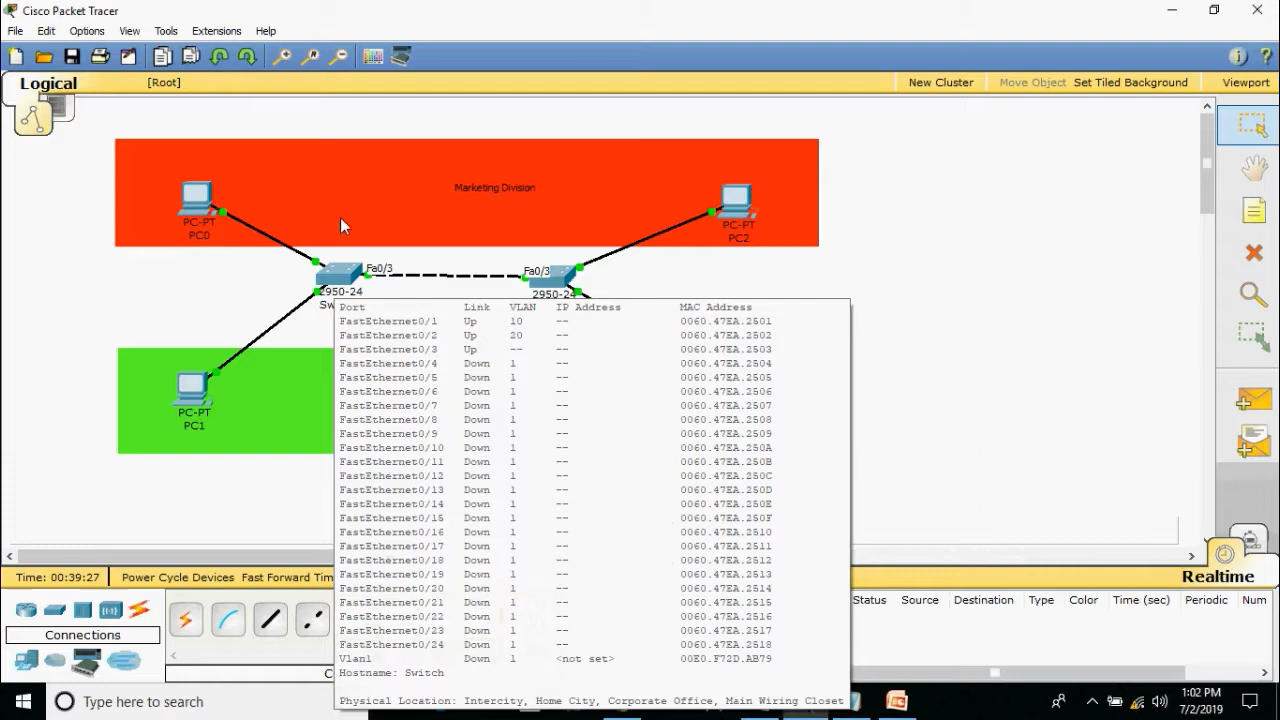 Cisco Packet Tracer
File Edit Options View Tools Extensions Help
Logical [Root] New Cluster Move Object Set Tiled Background Viewport
Marketing Division
PC-PT
PC0
PC-PT
PC2
Fa0/3
Fa0/3
2950-24
Sw
2950-24
PC-PT
PC1
Port Link VLAN IP Address MAC Address
FastEthernet0/1 Up 10 -- 0060.47EA.2501
FastEthernet0/2 Up 20 -- 0060.47EA.2502
FastEthernet0/3 Up -- -- 0060.47EA.2503
FastEthernet0/4 Down 1 -- 0060.47EA.2504
FastEthernet0/5 Down 1 -- 0060.47EA.2505
FastEthernet0/6 Down 1 -- 0060.47EA.2506
FastEthernet0/7 Down 1 -- 0060.47EA.2507
FastEthernet0/8 Down 1 -- 0060.47EA.2508
FastEthernet0/9 Down 1 -- 0060.47EA.2509
FastEthernet0/10 Down 1 -- 0060.47EA.250A
FastEthernet0/11 Down 1 -- 0060.47EA.250B
FastEthernet0/12 Down 1 -- 0060.47EA.250C
FastEthernet0/13 Down 1 -- 0060.47EA.250D
FastEthernet0/14 Down 1 -- 0060.47EA.250E
FastEthernet0/15 Down 1 -- 0060.47EA.250F
FastEthernet0/16 Down 1 -- 0060.47EA.2510
FastEthernet0/17 Down 1 -- 0060.47EA.2511
FastEthernet0/18 Down 1 -- 0060.47EA.2512
FastEthernet0/19 Down 1 -- 0060.47EA.2513
FastEthernet0/20 Down 1 -- 0060.47EA.2514
FastEthernet0/21 Down 1 -- 0060.47EA.2515
FastEthernet0/22 Down 1 -- 0060.47EA.2516
FastEthernet0/23 Down 1 -- 0060.47EA.2517
FastEthernet0/24 Down 1 -- 0060.47EA.2518
Vlan1 Down 1 <not set> 00E0.F72D.AB79
Hostname: Switch
Physical Location: Intercity, Home City, Corporate Office, Main Wiring Closet
Time: 00:39:27 Power Cycle Devices Fast Forward Tim
Realtime
Connections
Status Source Destination Type Color Time (sec) Periodic Num
C
Type here to search
1:02 PM
7/2/2019